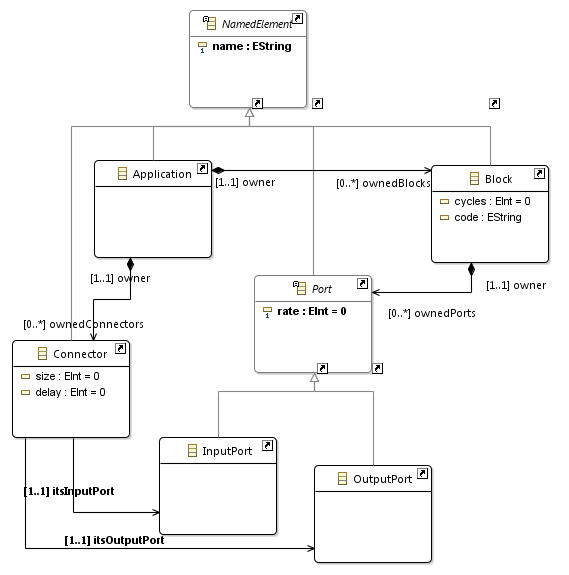 NamedElement
name : EString
Application
[1..1] owner
[0..*] ownedBlocks
Block
cycles : EInt = 0
code : EString
[1..1] owner
[1..1] owner
Port
rate : EInt = 0
[0..*] ownedPorts
[0..*] ownedConnectors
Connector
size : EInt = 0
delay : EInt = 0
InputPort
OutputPort
[1..1] itsInputPort
[1..1] itsOutputPort